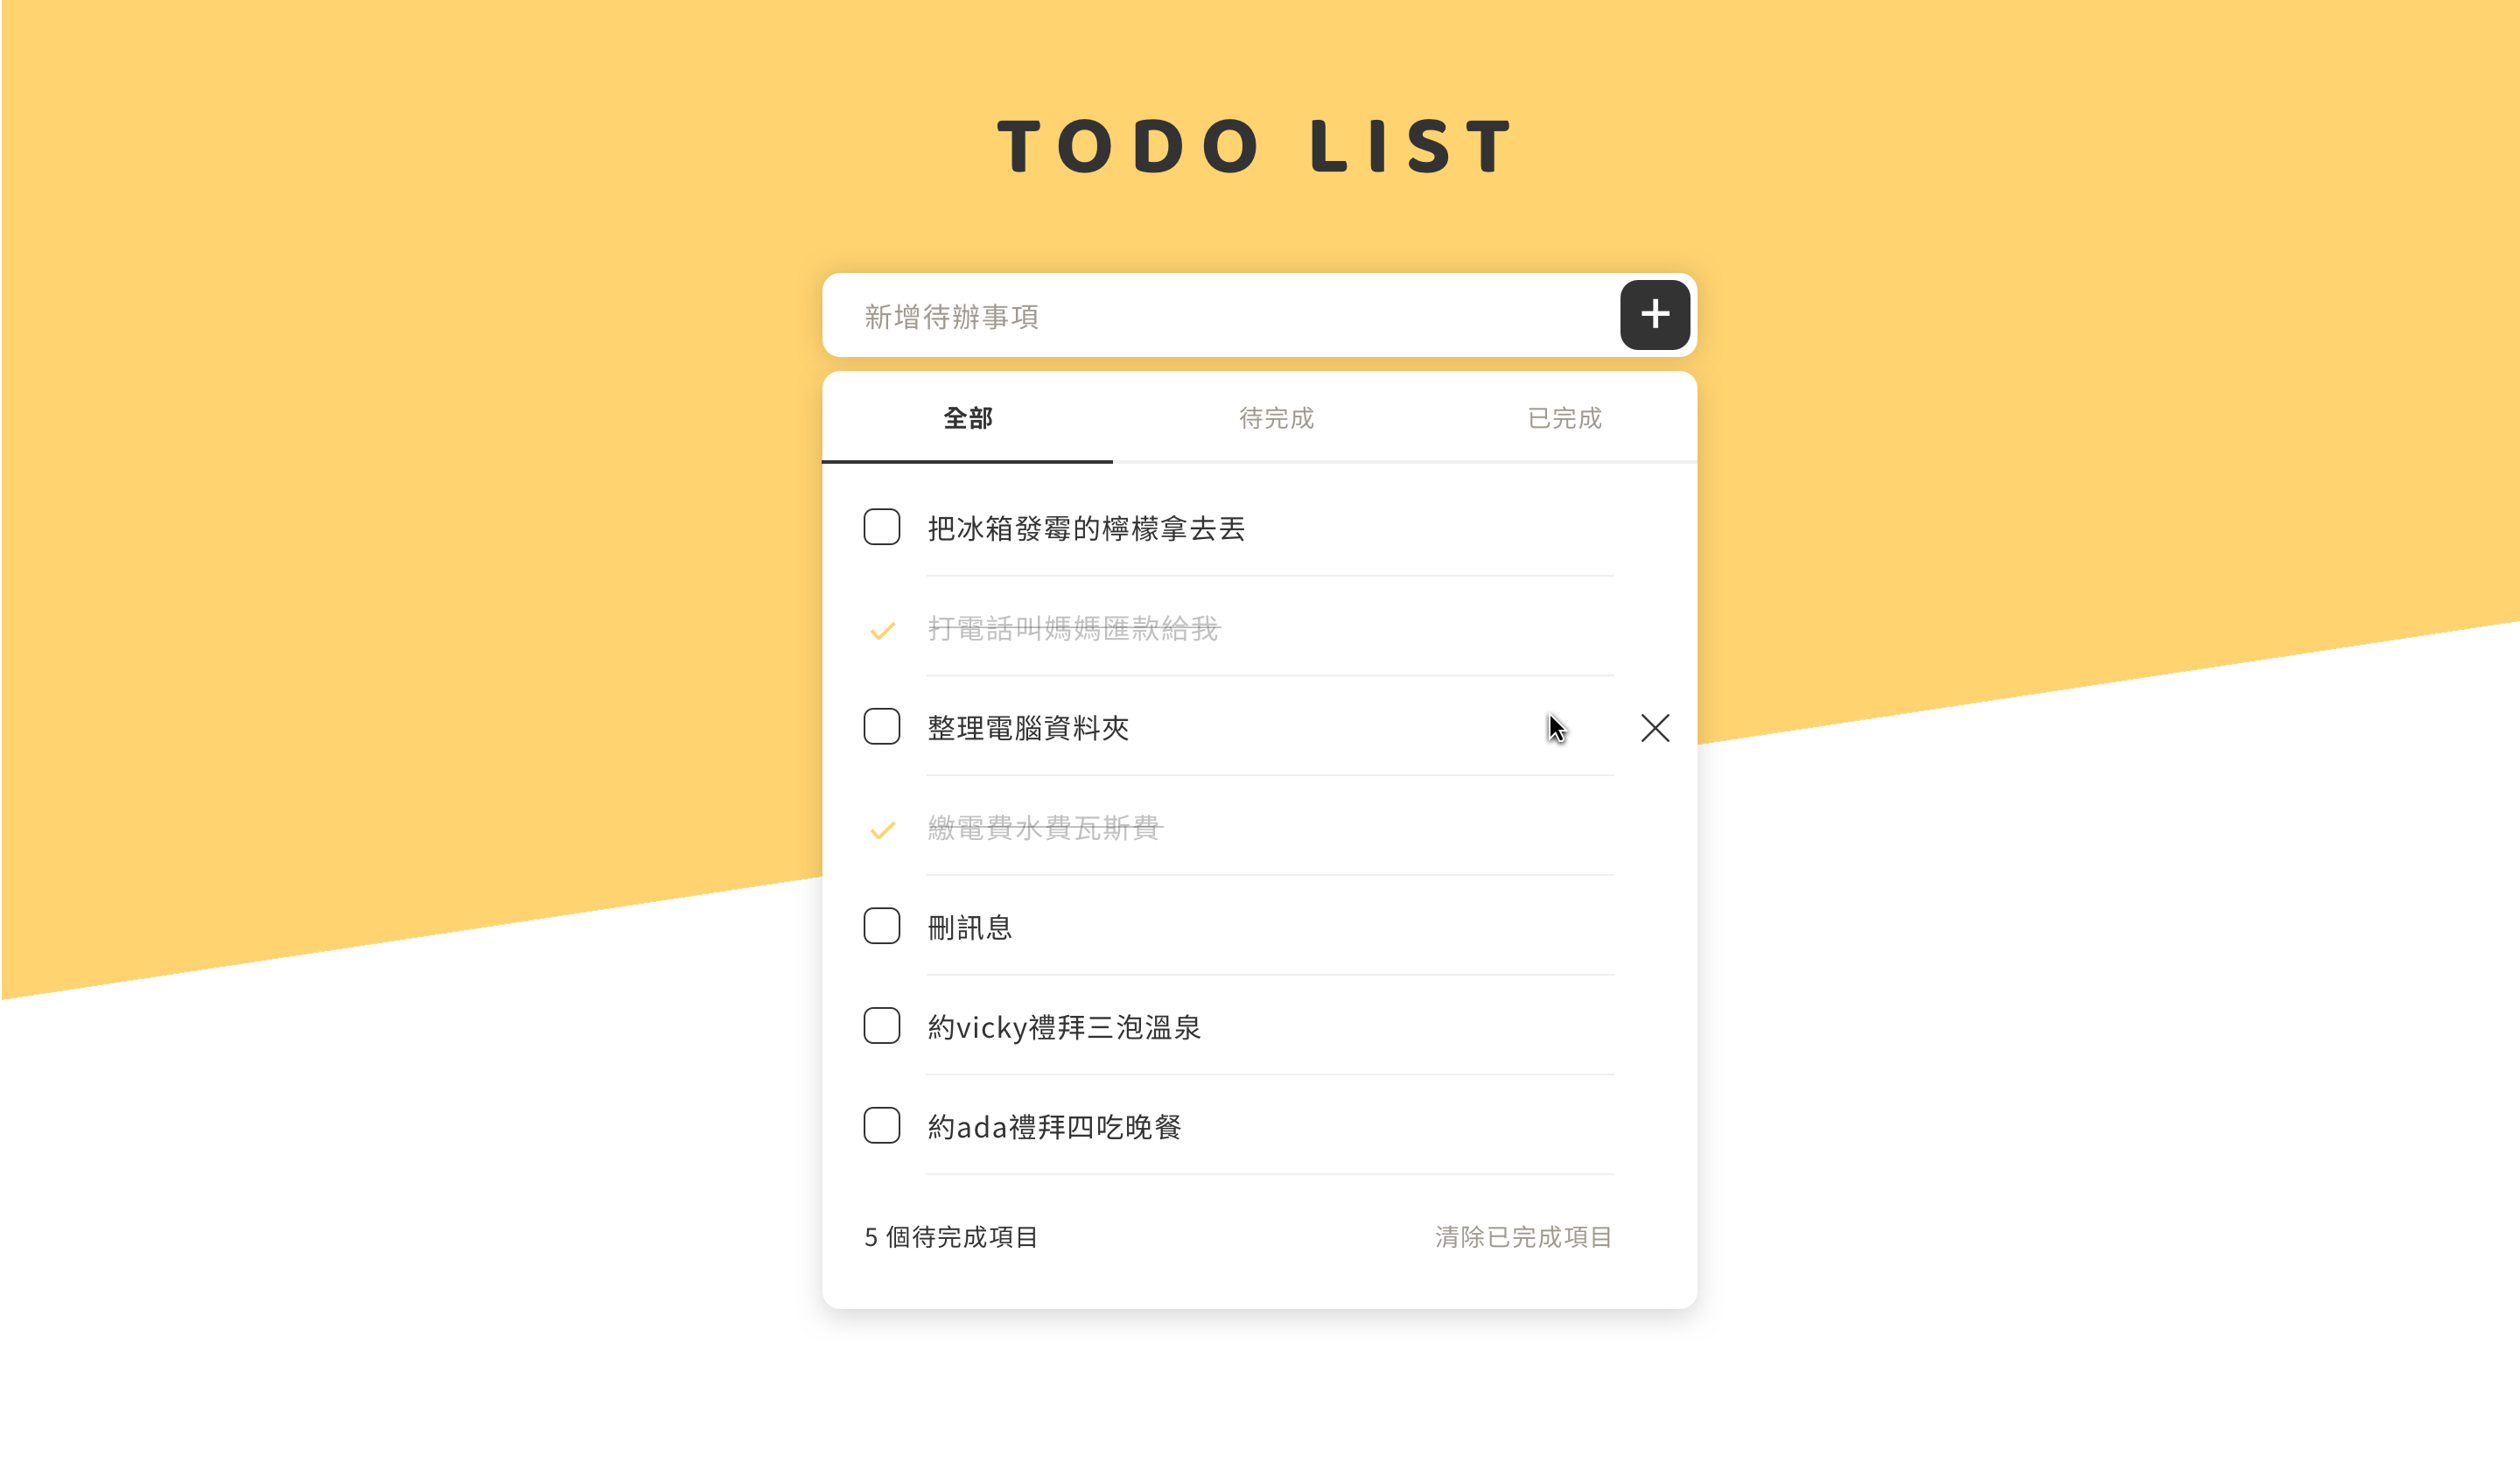 TODO LIST
新增待辦事項
全部 待完成 已完成
把冰箱發霉的檸檬拿去丟
打電話叫媽媽匯款給我
整理電腦資料夾
繳電費水費瓦斯費
刪訊息
約vicky禮拜三泡溫泉
約ada禮拜四吃晚餐
5 個待完成項目 清除已完成項目